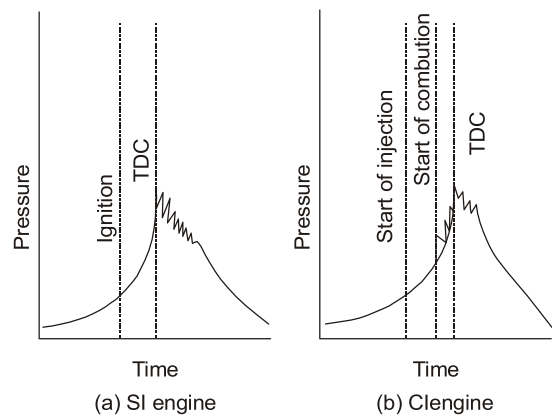 Pressure
Ignition
TDC
Time
(a) SI engine
Pressure
Start of injection
Start of combution
TDC
Time
(b) CIengine